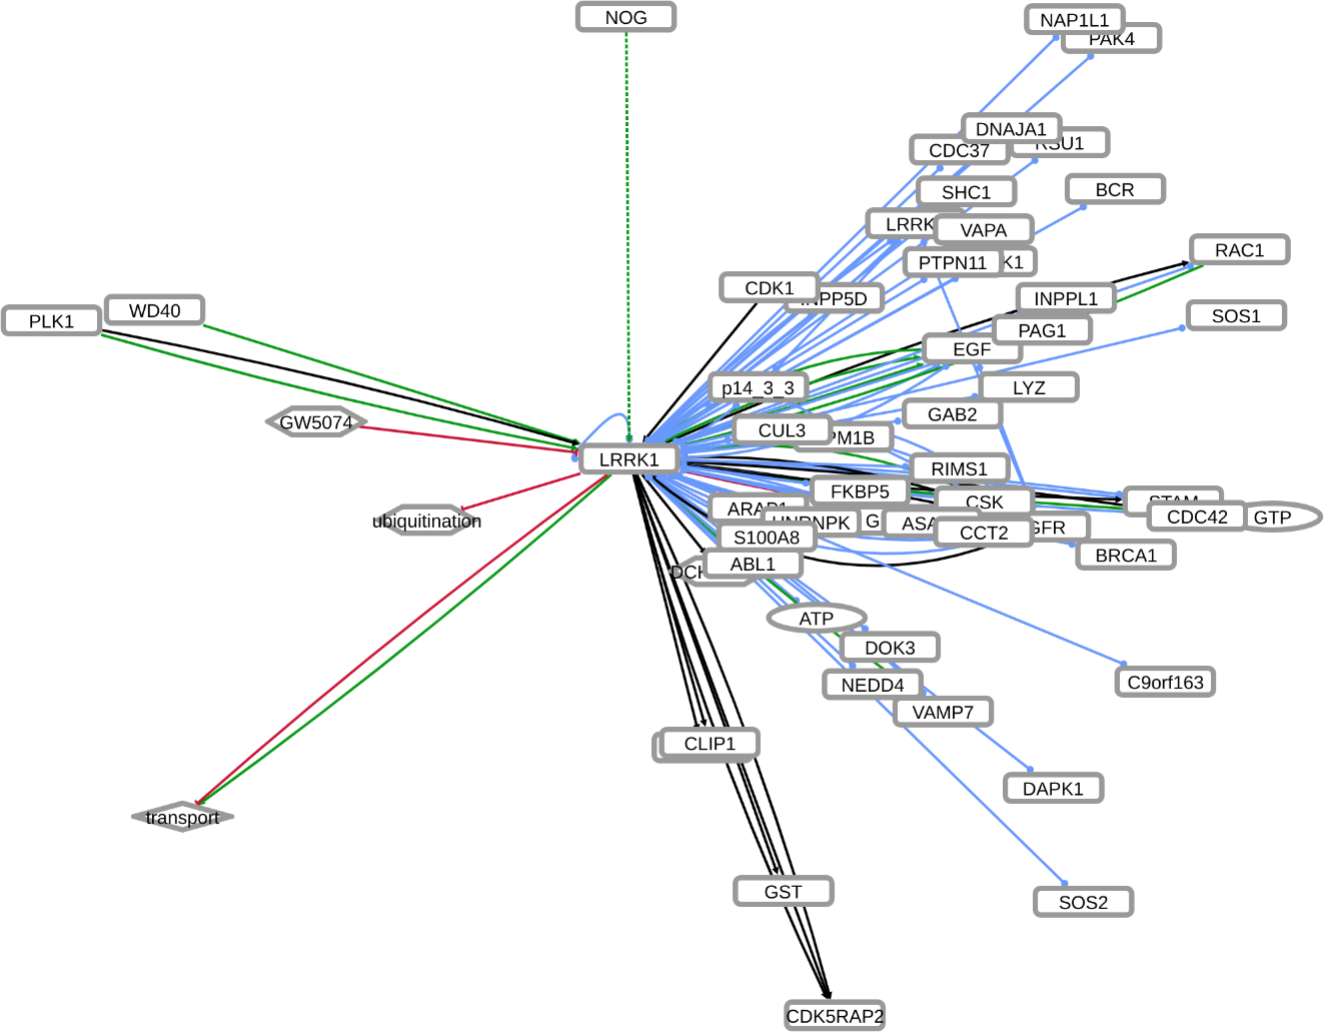 NOG
NAP1L1
PAK4
DNAJA1
CDC37
RSU1
SHC1
BCR
LRRK
VAPA
RAC1
PTPN11
K1
CDK1
INPP5D
INPPL1
WD40
PLK1
SOS1
PAG1
EGF
p14_3_3
LYZ
GAB2
GW5074
CUL3
PM1B
LRRK1
RIMS1
FKBP5
CSK
STAM
ARAP1
CDC42
GTP
ubiquitination
HNRNPK
G
ASA
GFR
CCT2
S100A8
BRCA1
ABL1
DCK
ATP
DOK3
C9orf163
NEDD4
VAMP7
CLIP1
DAPK1
transport
GST
SOS2
CDK5RAP2